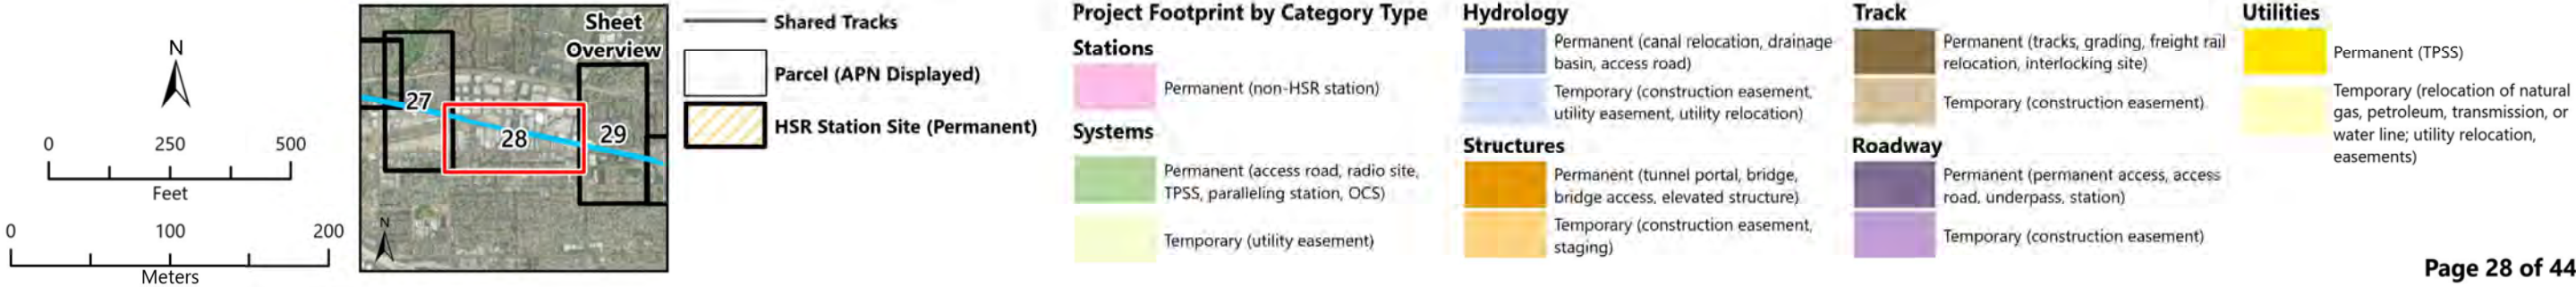 N
0 250 500
Feet
0 100 200
Meters
Sheet
Overview
27
28
29
N
Shared Tracks
Parcel (APN Displayed)
HSR Station Site (Permanent)
Project Footprint by Category Type
Stations
Permanent (non-HSR station)
Systems
Permanent (access road, radio site,
TPSS, paralleling station, OCS)
Temporary (utility easement)
Hydrology
Permanent (canal relocation, drainage
basin, access road)
Temporary (construction easement,
utility easement, utility relocation)
Structures
Permanent (tunnel portal, bridge,
bridge access, elevated structure)
Temporary (construction easement,
staging)
Track
Permanent (tracks, grading, freight rail
relocation, interlocking site)
Temporary (construction easement)
Roadway
Permanent (permanent access, access
road, underpass, station)
Temporary (construction easement)
Utilities
Permanent (TPSS)
Temporary (relocation of natural
gas, petroleum, transmission, or
water line; utility relocation,
easements)
Page 28 of 44